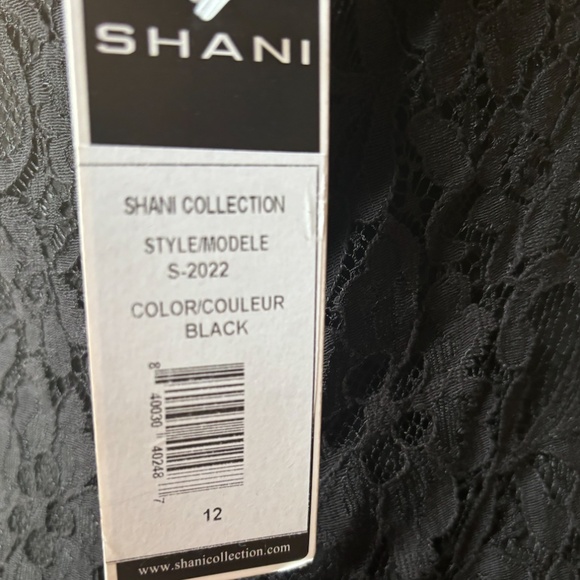 SHANI
SHANI COLLECTION
STYLE/MODELE
S-2022
COLOR/COULEUR
BLACK
8 40030 40248 7
12
www.shanicollection.com